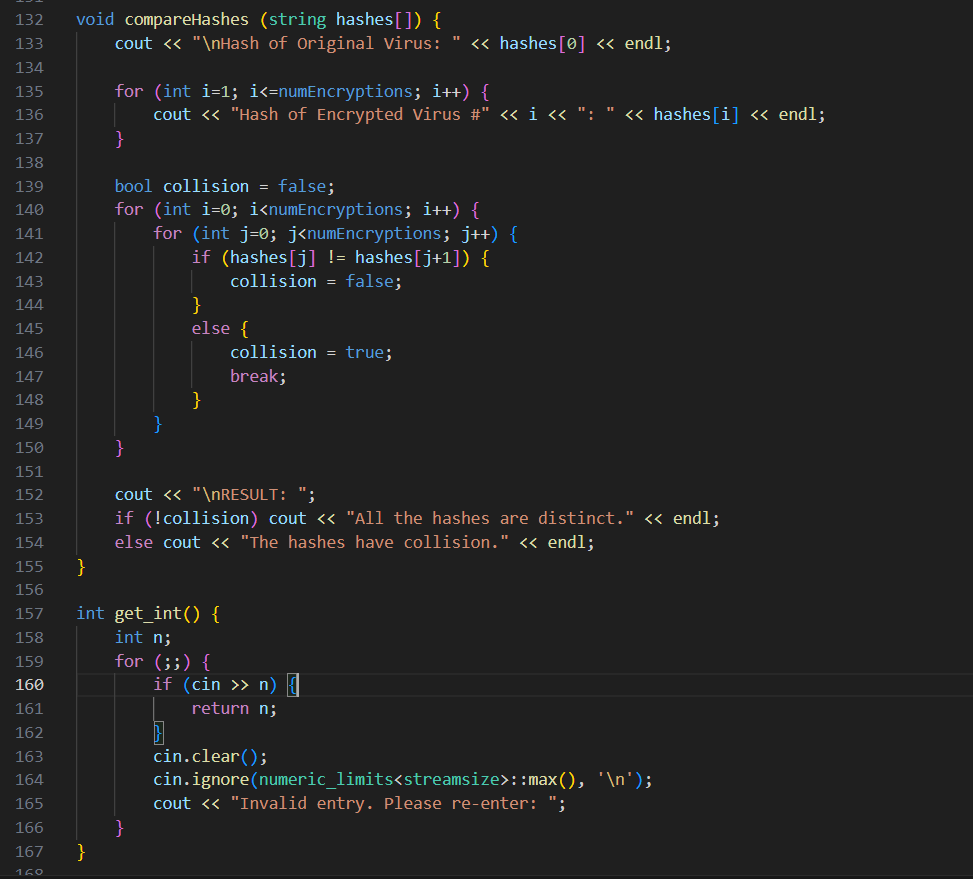 132 void compareHashes (string hashes[]) {
133     cout << "\nHash of Original Virus: " << hashes[0] << endl;
134
135     for (int i=1; i<=numEncryptions; i++) {
136         cout << "Hash of Encrypted Virus #" << i << ": " << hashes[i] << endl;
137     }
138
139     bool collision = false;
140     for (int i=0; i<numEncryptions; i++) {
141         for (int j=0; j<numEncryptions; j++) {
142             if (hashes[j] != hashes[j+1]) {
143                 collision = false;
144             }
145             else {
146                 collision = true;
147                 break;
148             }
149         }
150     }
151
152     cout << "\nRESULT: ";
153     if (!collision) cout << "All the hashes are distinct." << endl;
154     else cout << "The hashes have collision." << endl;
155 }
156
157 int get_int() {
158     int n;
159     for (;;) {
160         if (cin >> n) {
161             return n;
162         }
163         cin.clear();
164         cin.ignore(numeric_limits<streamsize>::max(), '\n');
165         cout << "Invalid entry. Please re-enter: ";
166     }
167 }
168